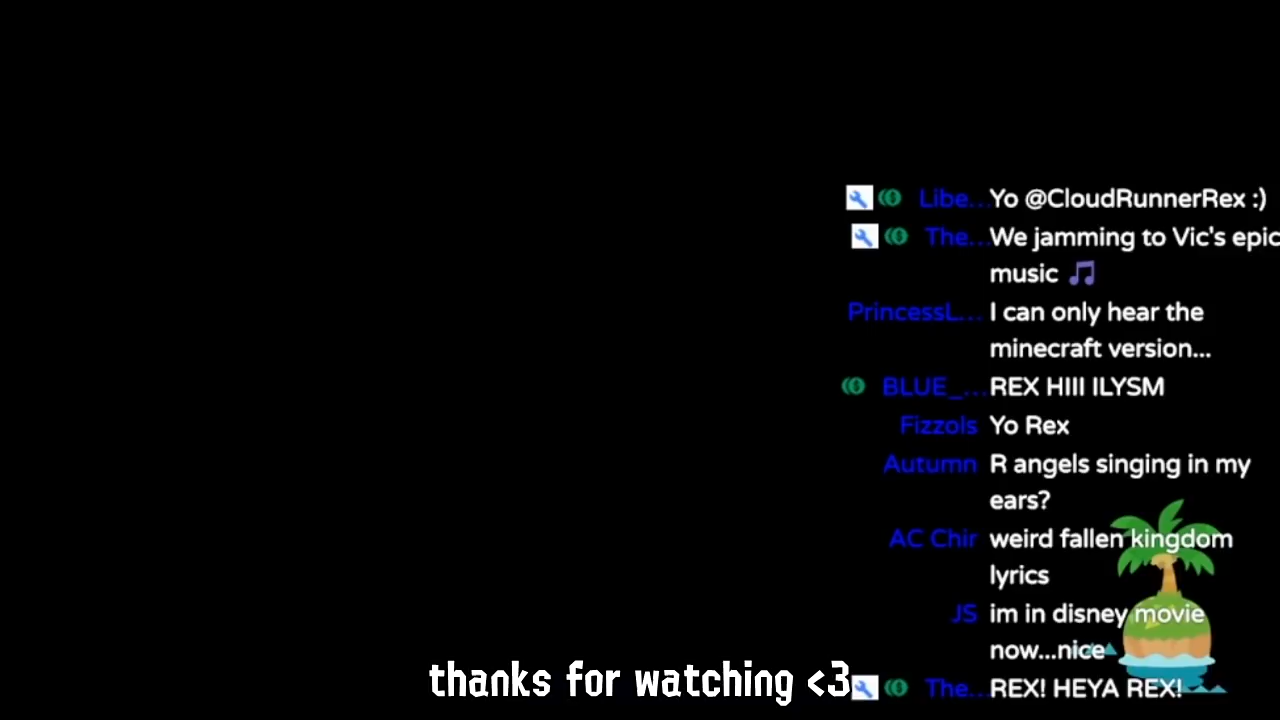 Libe... Yo @CloudRunnerRex :)
The... We jamming to Vic's epic
music 🎵
PrincessL... I can only hear the
minecraft version...
BLUE_... REX HIII ILYSM
Fizzols Yo Rex
Autumn R angels singing in my
ears?
AC Chir weird fallen kingdom
lyrics
JS im in disney movie
now...nice
The... REX! HEYA REX!
thanks for watching <3